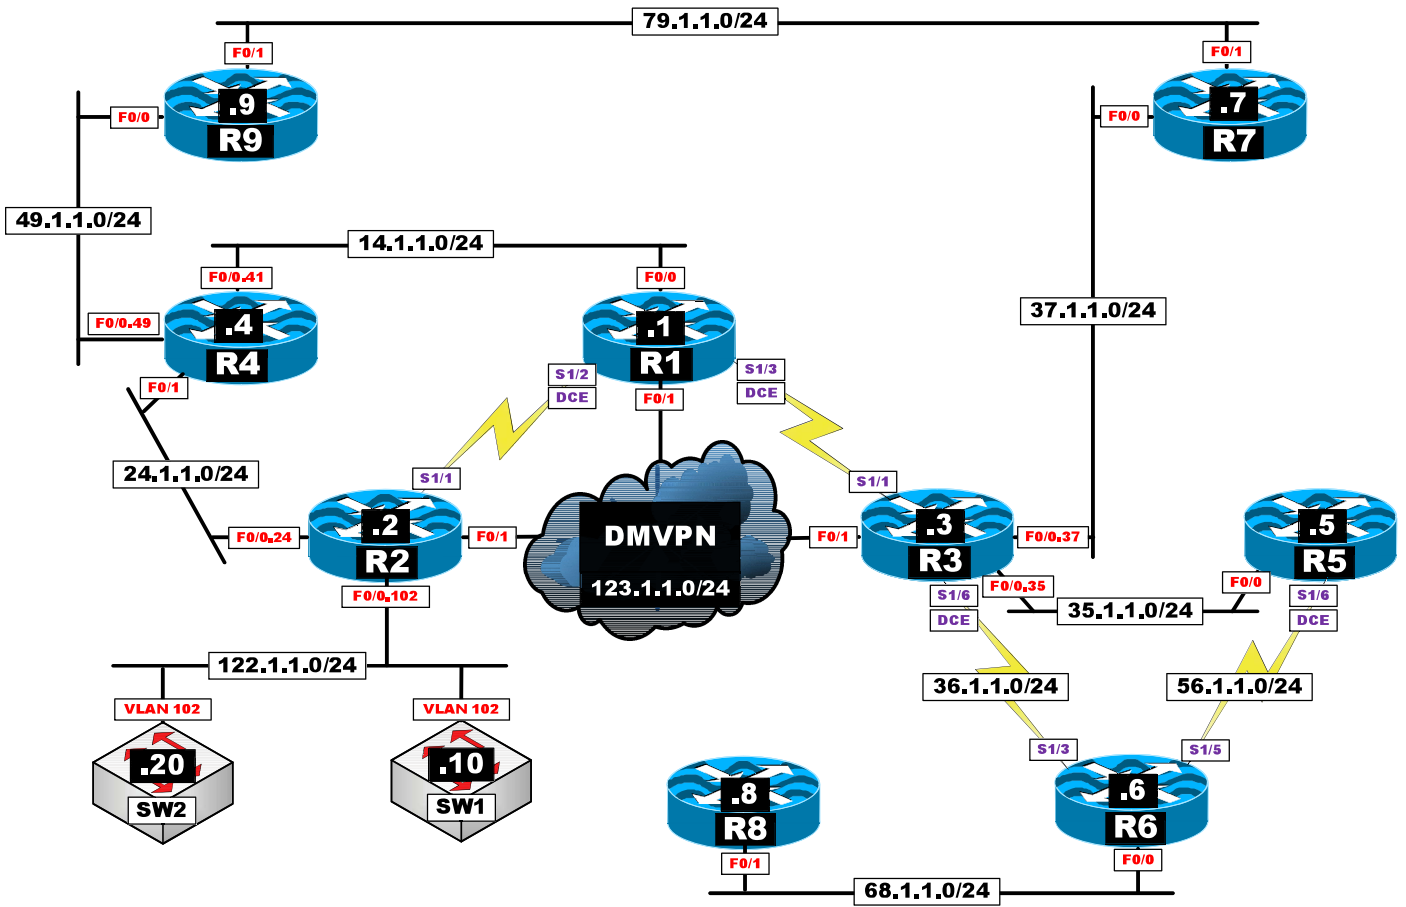 79.1.1.0/24
F0/1
F0/1
.9
R9
F0/0
.7
R7
F0/0
49.1.1.0/24
14.1.1.0/24
F0/0.41
F0/0
37.1.1.0/24
F0/0.49
.4
R4
.1
R1
F0/1
S1/2
DCE
S1/3
DCE
F0/1
24.1.1.0/24
S1/1
S1/1
F0/0.24
.2
R2
F0/1
DMVPN
123.1.1.0/24
F0/1
.3
R3
F0/0.37
.5
R5
F0/0.102
S1/6
DCE
F0/0.35
F0/0
S1/6
DCE
35.1.1.0/24
122.1.1.0/24
36.1.1.0/24
56.1.1.0/24
VLAN 102
VLAN 102
.20
SW2
.10
SW1
S1/3
S1/5
.8
R8
.6
R6
F0/1
F0/0
68.1.1.0/24